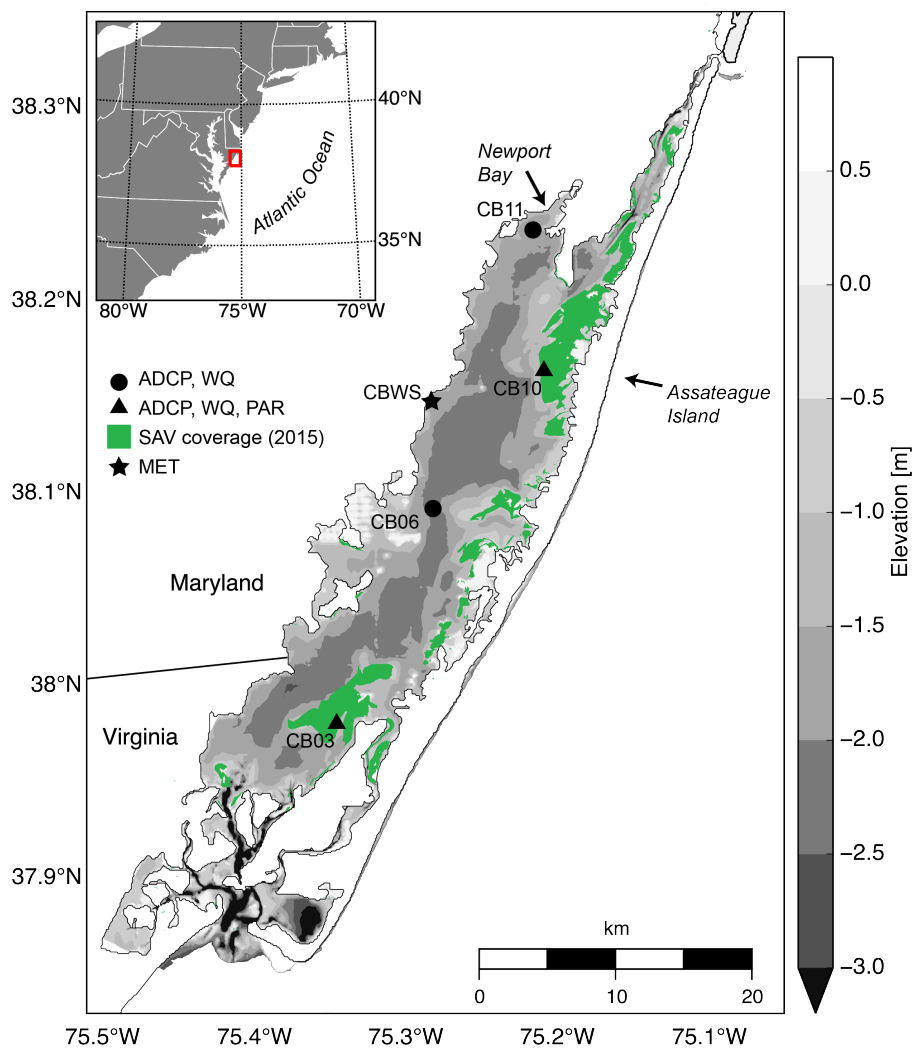 38.3°N
38.2°N
38.1°N
38°N
37.9°N
75.5°W
75.4°W
75.3°W
75.2°W
75.1°W
40°N
35°N
80°W
75°W
70°W
Atlantic Ocean
Newport
Bay
CB11
ADCP, WQ
ADCP, WQ, PAR
SAV coverage (2015)
MET
CBWS
CB10
Assateague
Island
CB06
Maryland
Virginia
CB03
km
0
10
20
0.5
0.0
−0.5
−1.0
−1.5
−2.0
−2.5
−3.0
Elevation [m]